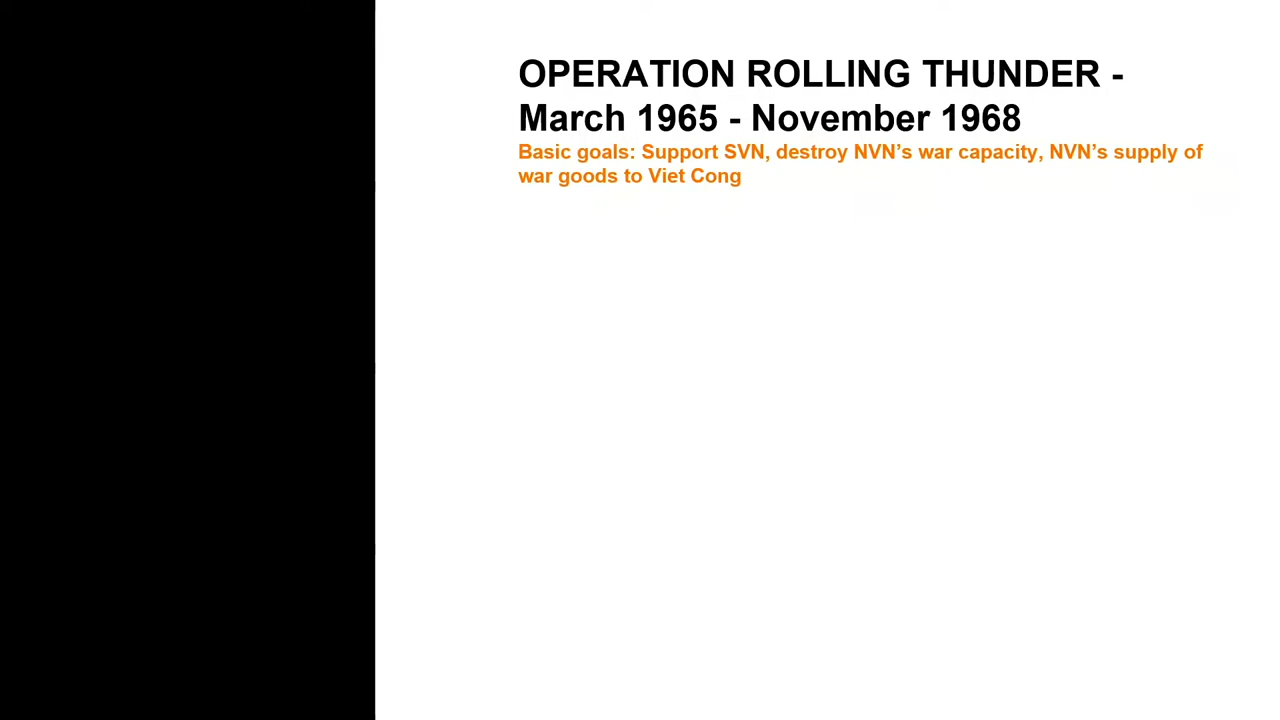 OPERATION ROLLING THUNDER -
March 1965 - November 1968
Basic goals: Support SVN, destroy NVN’s war capacity, NVN’s supply of
war goods to Viet Cong